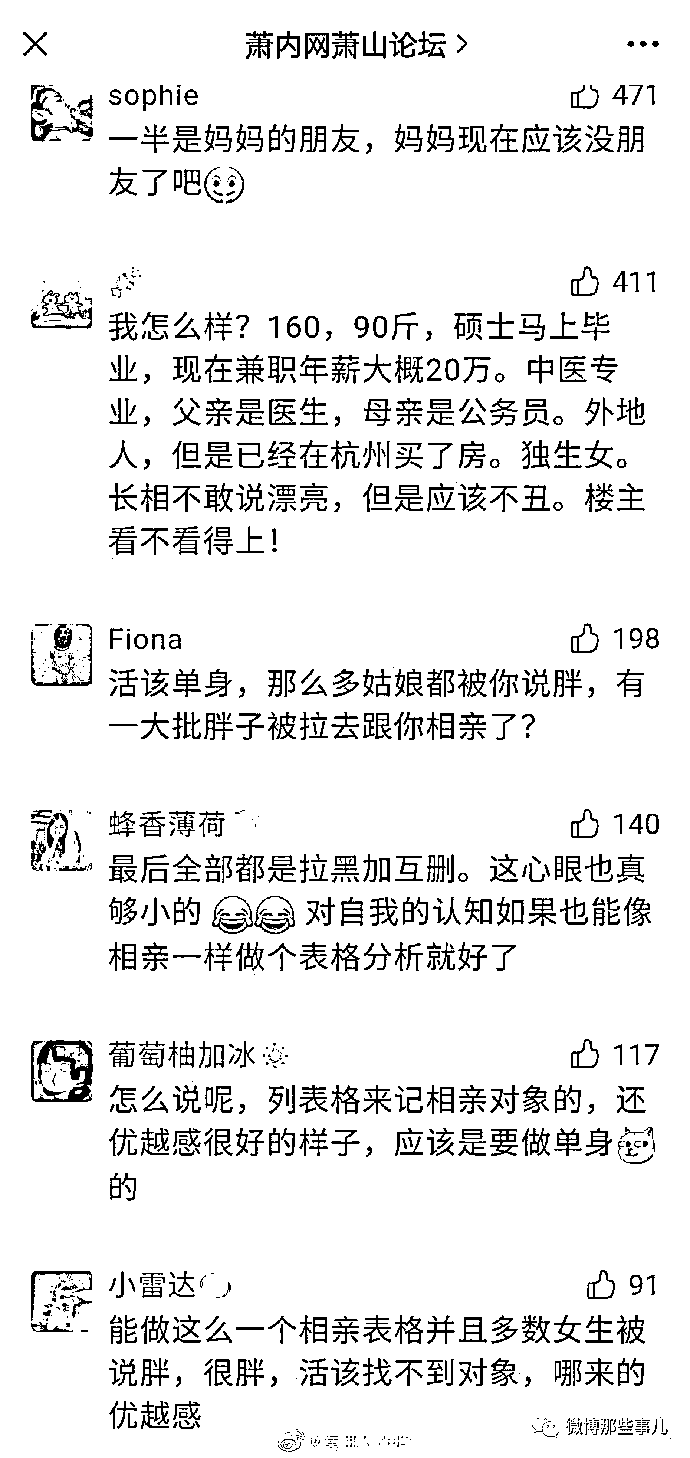 萧内网萧山论坛
sophie 471
一半是妈妈的朋友，妈妈现在应该没朋
友了吧
411
我怎么样？160，90斤，硕士马上毕
业，现在兼职年薪大概20万。中医专
业，父亲是医生，母亲是公务员。外地
人，但是已经在杭州买了房。独生女。
长相不敢说漂亮，但是应该不丑。楼主
看不看得上！
Fiona 198
活该单身，那么多姑娘都被你说胖，有
一大批胖子被拉去跟你相亲了？
蜂香薄荷 140
最后全部都是拉黑加互删。这心眼也真
够小的😂😂对自我的认知如果也能像
相亲一样做个表格分析就好了
葡萄柚加冰 117
怎么说呢，列表格来记相亲对象的，还
优越感很好的样子，应该是要做单身
的
小雷达 91
能做这么一个相亲表格并且多数女生被
说胖，很胖，活该找不到对象，哪来的
优越感
微博那些事儿